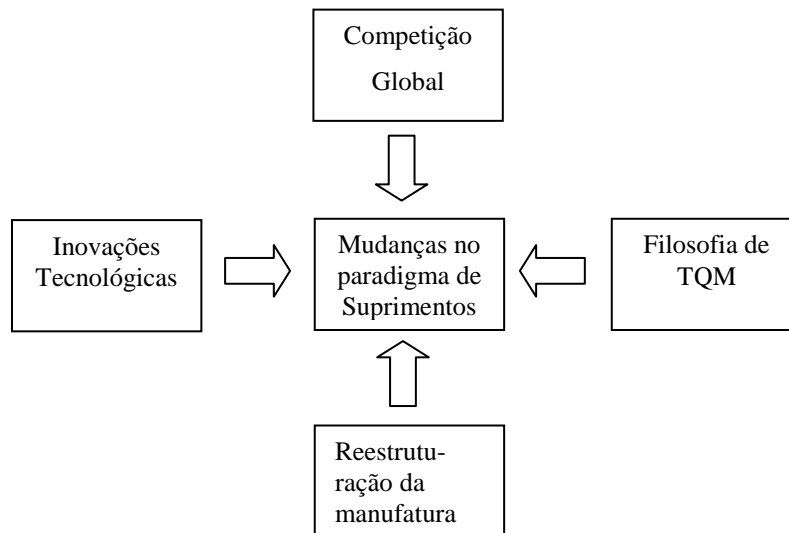 Competição
Global
Inovações
Tecnológicas
Mudanças no
paradigma de
Suprimentos
Filosofia de
TQM
Reestrutu-
ração da
manufatura